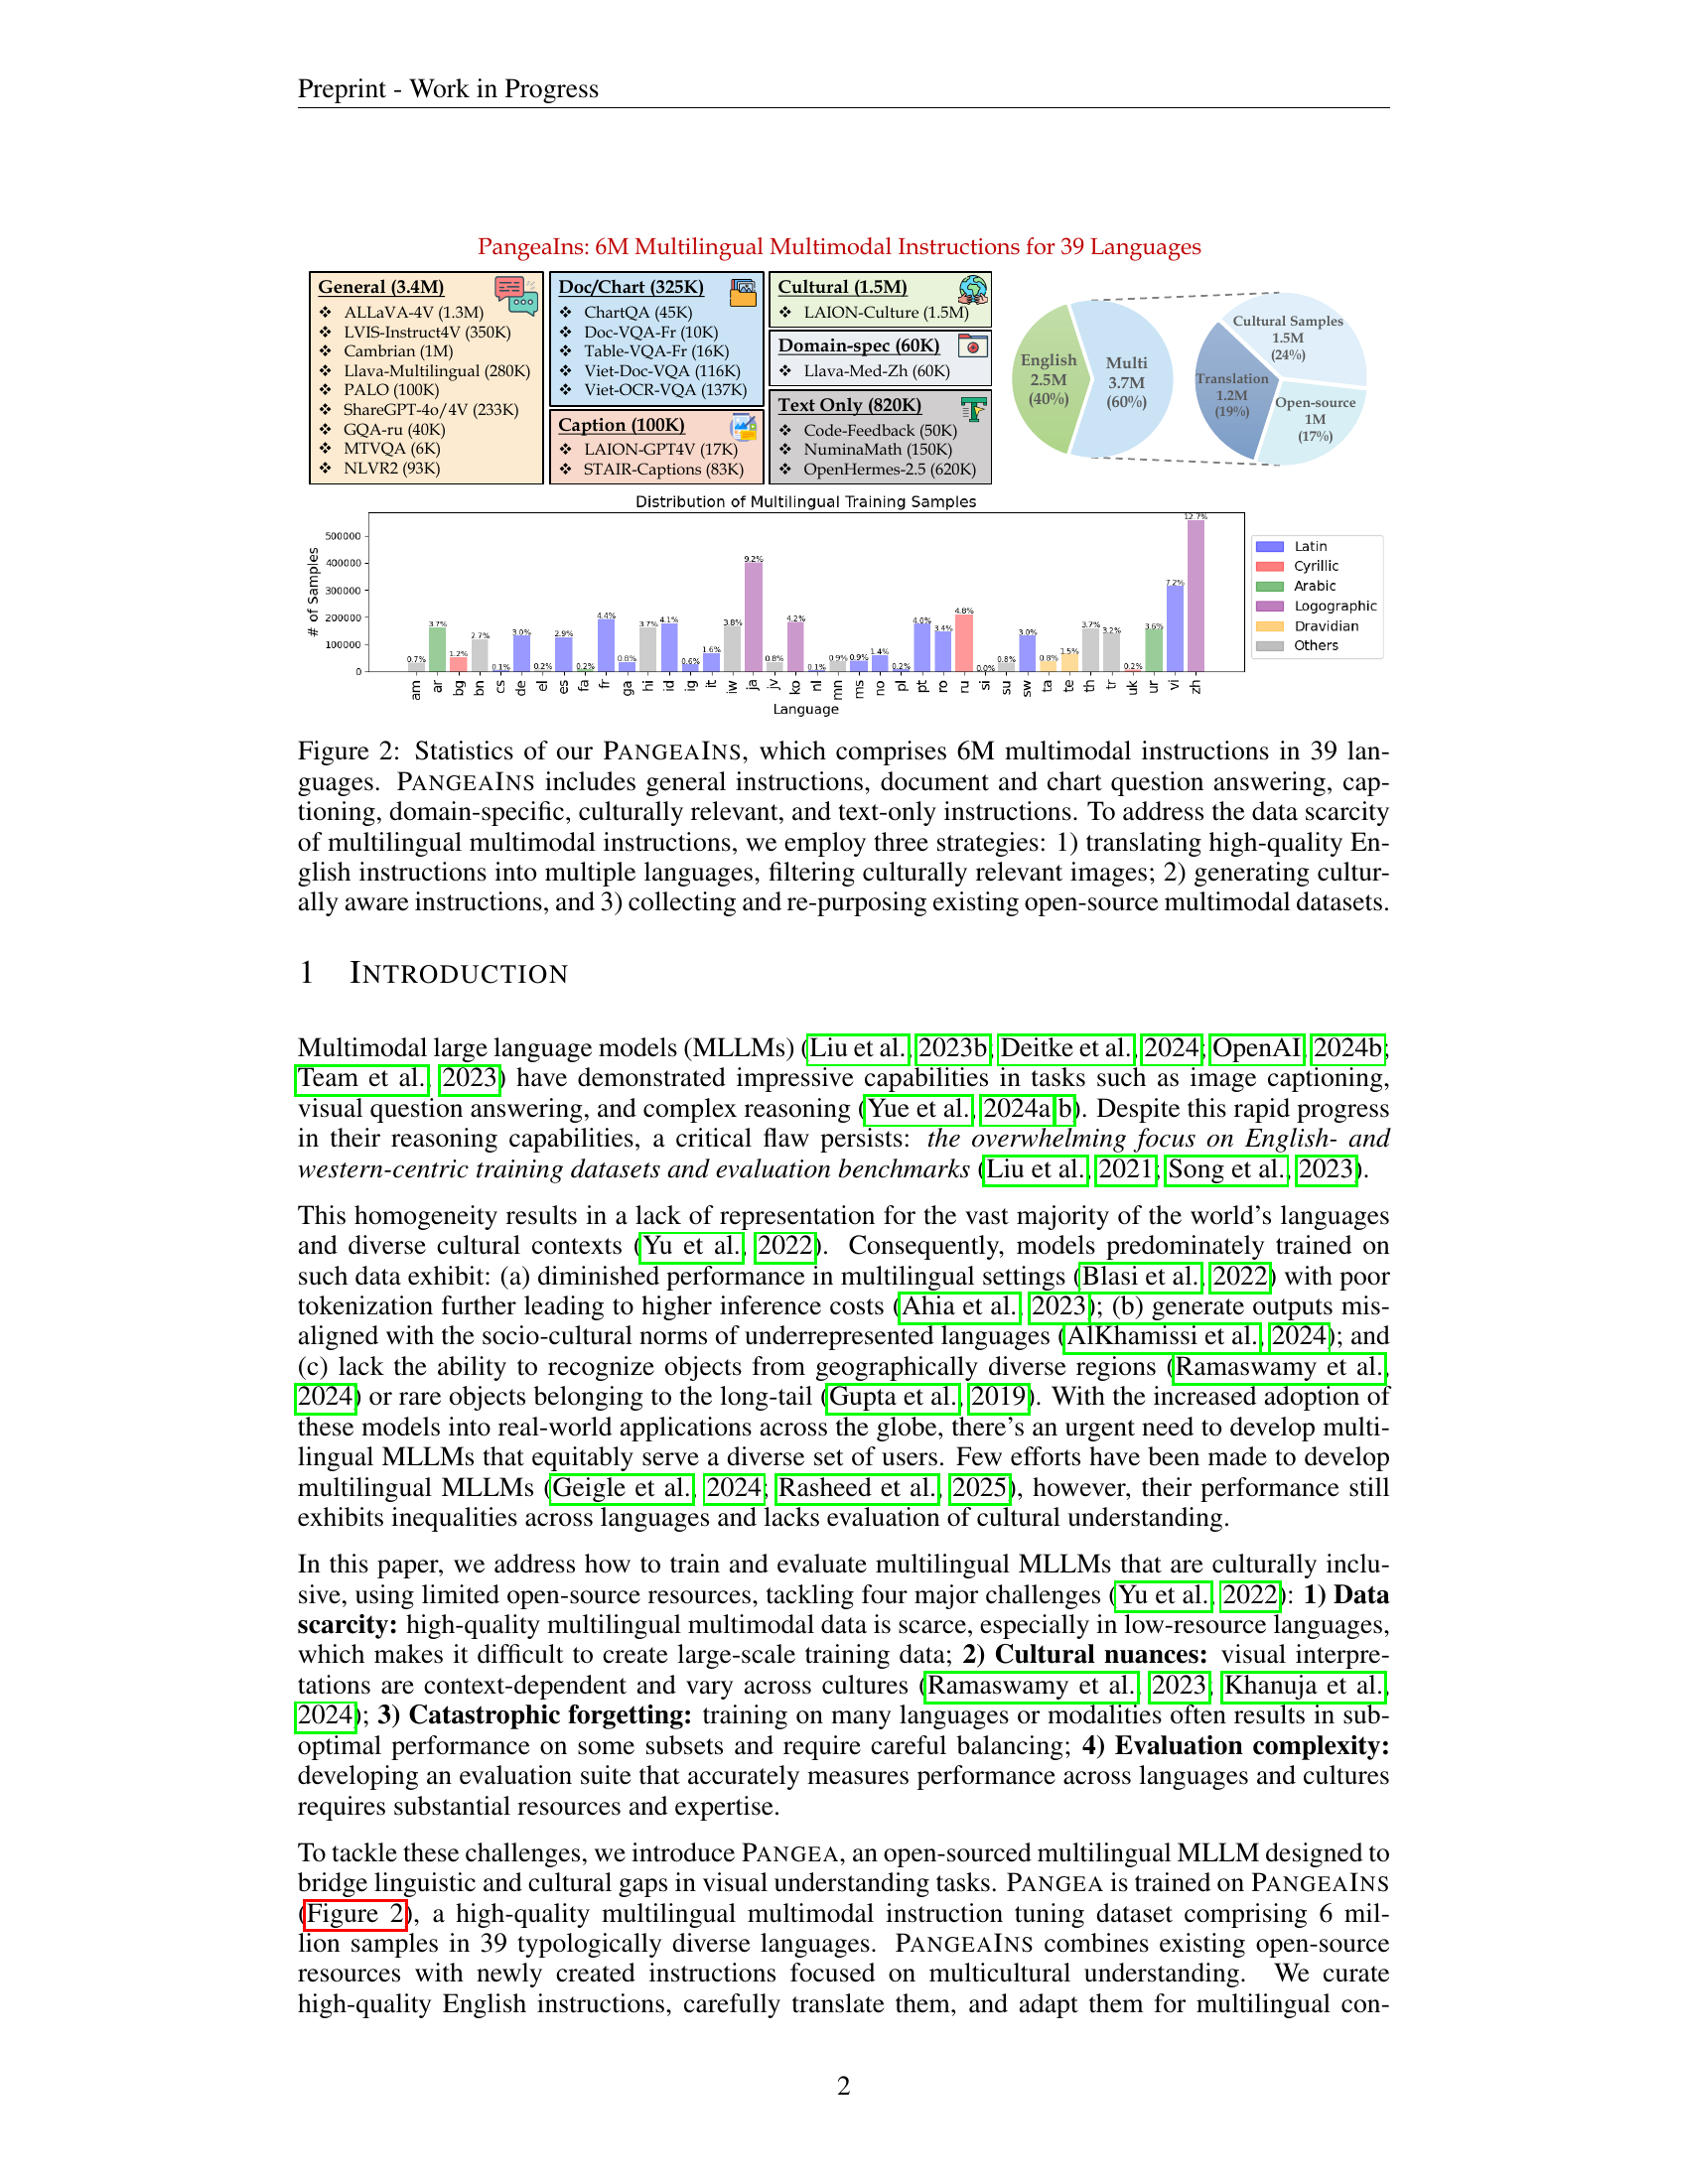 Preprint - Work in Progress
PangeaIns: 6M Multilingual Multimodal Instructions for 39 Languages
General (3.4M)
❖ ALLaVA-4V (1.3M)
❖ LVIS-Instruct4V (350K)
❖ Cambrian (1M)
❖ Llava-Multilingual (280K)
❖ PALO (100K)
❖ ShareGPT-4o/4V (233K)
❖ GQA-ru (40K)
❖ MTVQA (6K)
❖ NLVR2 (93K)
Doc/Chart (325K)
❖ ChartQA (45K)
❖ Doc-VQA-Fr (10K)
❖ Table-VQA-Fr (16K)
❖ Viet-Doc-VQA (116K)
❖ Viet-OCR-VQA (137K)
Caption (100K)
❖ LAION-GPT4V (17K)
❖ STAIR-Captions (83K)
Cultural (1.5M)
❖ LAION-Culture (1.5M)
Domain-spec (60K)
❖ Llava-Med-Zh (60K)
Text Only (820K)
❖ Code-Feedback (50K)
❖ NuminaMath (150K)
❖ OpenHermes-2.5 (620K)
English
2.5M
(40%)
Multi
3.7M
(60%)
Cultural Samples
1.5M
(24%)
Translation
1.2M
(19%)
Open-source
1M
(17%)
Distribution of Multilingual Training Samples
# of Samples
500000
400000
300000
200000
100000
0
0.7% 3.7% 1.2% 2.7% 0.1% 3.0% 0.2% 2.9% 0.2% 4.4% 0.8% 3.7% 4.1% 0.6% 1.6% 3.8% 9.2% 0.8% 4.2% 0.1% 0.9% 0.9% 1.4% 0.2% 4.0% 3.4% 4.8% 0.0% 0.8% 3.0% 0.8% 1.5% 3.7% 3.2% 0.2% 3.6% 7.2% 12.7%
am ar bg bn cs de el es fa fr ga hi id ig it iw ja jv ko nl mn ms no pl pt ro ru si su sw ta te th tr uk ur vi zh
Language
Latin
Cyrillic
Arabic
Logographic
Dravidian
Others
Figure 2: Statistics of our PANGEAINS, which comprises 6M multimodal instructions in 39 lan-
guages. PANGEAINS includes general instructions, document and chart question answering, cap-
tioning, domain-specific, culturally relevant, and text-only instructions. To address the data scarcity
of multilingual multimodal instructions, we employ three strategies: 1) translating high-quality En-
glish instructions into multiple languages, filtering culturally relevant images; 2) generating cultur-
ally aware instructions, and 3) collecting and re-purposing existing open-source multimodal datasets.
1 INTRODUCTION
Multimodal large language models (MLLMs) (Liu et al., 2023b; Deitke et al., 2024; OpenAI, 2024b;
Team et al., 2023) have demonstrated impressive capabilities in tasks such as image captioning,
visual question answering, and complex reasoning (Yue et al., 2024a;b). Despite this rapid progress
in their reasoning capabilities, a critical flaw persists: the overwhelming focus on English- and
western-centric training datasets and evaluation benchmarks (Liu et al., 2021; Song et al., 2023).
This homogeneity results in a lack of representation for the vast majority of the world's languages
and diverse cultural contexts (Yu et al., 2022). Consequently, models predominately trained on
such data exhibit: (a) diminished performance in multilingual settings (Blasi et al., 2022) with poor
tokenization further leading to higher inference costs (Ahia et al., 2023); (b) generate outputs mis-
aligned with the socio-cultural norms of underrepresented languages (AlKhamissi et al., 2024); and
(c) lack the ability to recognize objects from geographically diverse regions (Ramaswamy et al.,
2024) or rare objects belonging to the long-tail (Gupta et al., 2019). With the increased adoption of
these models into real-world applications across the globe, there's an urgent need to develop multi-
lingual MLLMs that equitably serve a diverse set of users. Few efforts have been made to develop
multilingual MLLMs (Geigle et al., 2024; Rasheed et al., 2025), however, their performance still
exhibits inequalities across languages and lacks evaluation of cultural understanding.
In this paper, we address how to train and evaluate multilingual MLLMs that are culturally inclu-
sive, using limited open-source resources, tackling four major challenges (Yu et al., 2022): 1) Data
scarcity: high-quality multilingual multimodal data is scarce, especially in low-resource languages,
which makes it difficult to create large-scale training data; 2) Cultural nuances: visual interpre-
tations are context-dependent and vary across cultures (Ramaswamy et al., 2023; Khanuja et al.,
2024); 3) Catastrophic forgetting: training on many languages or modalities often results in sub-
optimal performance on some subsets and require careful balancing; 4) Evaluation complexity:
developing an evaluation suite that accurately measures performance across languages and cultures
requires substantial resources and expertise.
To tackle these challenges, we introduce PANGEA, an open-sourced multilingual MLLM designed to
bridge linguistic and cultural gaps in visual understanding tasks. PANGEA is trained on PANGEAINS
(Figure 2), a high-quality multilingual multimodal instruction tuning dataset comprising 6 mil-
lion samples in 39 typologically diverse languages. PANGEAINS combines existing open-source
resources with newly created instructions focused on multicultural understanding. We curate
high-quality English instructions, carefully translate them, and adapt them for multilingual con-
2